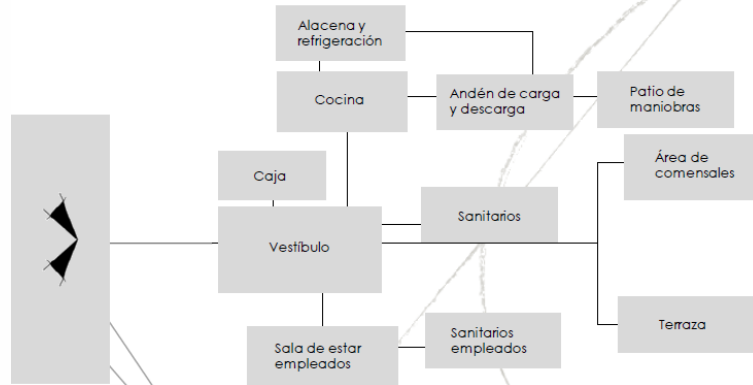 Alacena y
refrigeración
Cocina
Andén de carga
y descarga
Patio de
maniobras
Área de
comensales
Caja
Sanitarios
Vestíbulo
Terraza
Sala de estar
empleados
Sanitarios
empleados